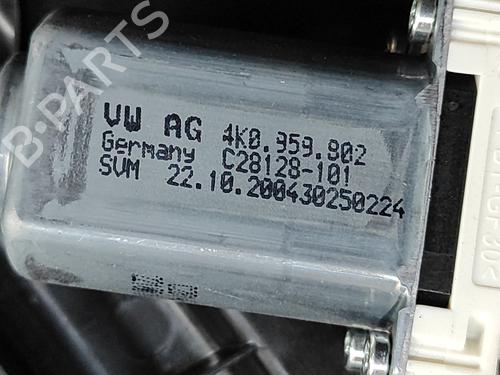 B-PARTS
VW AG 4K0.959.802
Germany C28128-101
SVM 22.10.200430250224